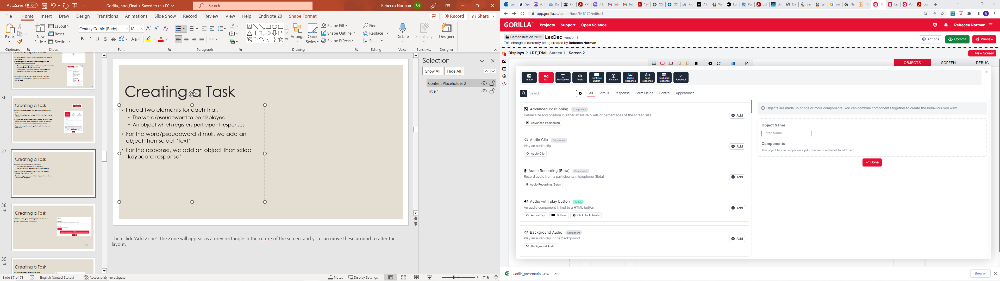 AutoSave Off
Gorilla_Intro_Final • Saved to this PC
Search
Rebecca Norman RN
File Home Insert Draw Design Transitions Animations Slide Show Record Review View Help EndNote 20 Shape Format
Record Share
Paste
New Slide
Layout
Reset
Section
Century Gothic (Body) 18
Shape Fill
Shape Outline
Shape Effects
Arrange
Quick Styles
Find
Replace
Select
Dictate
Sensitivity
Designer
Clipboard Slides Font Paragraph Drawing Editing Voice Sensitivity Designer
36
Creating a Task
37
Creating a Task
38
Creating a Task
39
Creating a Task
Creating a Task
I need two elements for each trial:
The word/pseudoword to be displayed
An object which registers participant responses
For the word/pseudoword stimuli, we add an
object then select ‘text’
For the response, we add an object then select
‘keyboard response’
Then click ‘Add Zone’. The Zone will appear as a grey rectangle in the centre of the screen, and you can move these around to alter the
layout.
Selection
Show All Hide All
Content Placeholder 2
Title 1
Slide 37 of 78 English (United States) Accessibility: Investigate
Notes Display Settings 71%
app.gorilla.sc/admin/task/646172/editor?
GORILLA Projects Support Open Science
Rebecca Norman
Demonstration 2023 LexDec version 3
This change is currently being created by Rebecca Norman
Actions Commit Preview
Displays > LDT_Trial: Screen 1 Screen 2
+ New Screen
OBJECTS SCREEN DEBUG
Image
Aa Text
Markdown
Audio
Continue Button
Fixation
Image Response
Aa Text Response
Keyboard Response
Feedback
Search
All Stimuli Response Form Fields Control Appearance
Advanced Positioning Component
Define size and position in either absolute pixels or percentages of the screen size
Advanced Positioning
Add
Audio Clip Component
Play an audio clip
Audio Clip
Add
Audio Recording (Beta) Component
Record audio from a participants microphone (Beta)
Audio Recording (Beta)
Add
Audio with play button Prefab
An audio component linked to a HTML button
Audio Clip Button Click To Activate
Add
Background Audio Component
Play an audio clip in the background
Background Audio
Add
Objects are made up of one or more components. You can combine components together to create the behaviour you want.
Object Name
Enter Name
Components
This object has no components yet - choose from the list to add them
Done
Gorilla_presentatio....xlsx
Show all